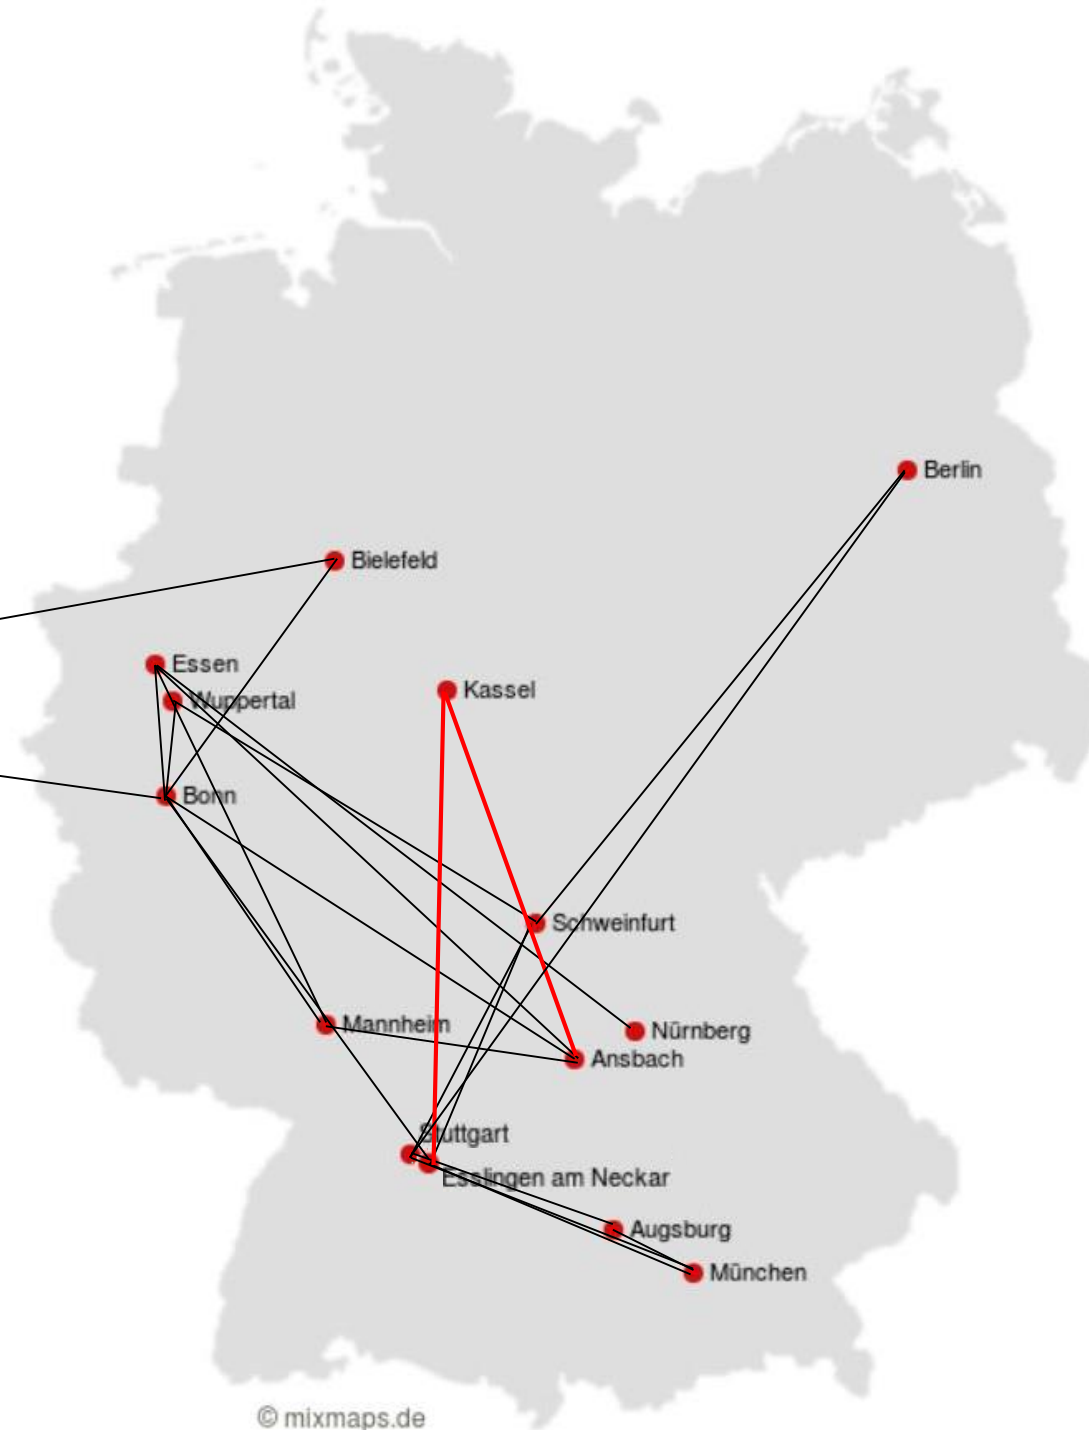 Berlin
Bielefeld
Essen
Kassel
Wuppertal
Bonn
Schweinfurt
Mannheim
Nürnberg
Ansbach
Stuttgart
Esslingen am Neckar
Augsburg
München
© mixmaps.de